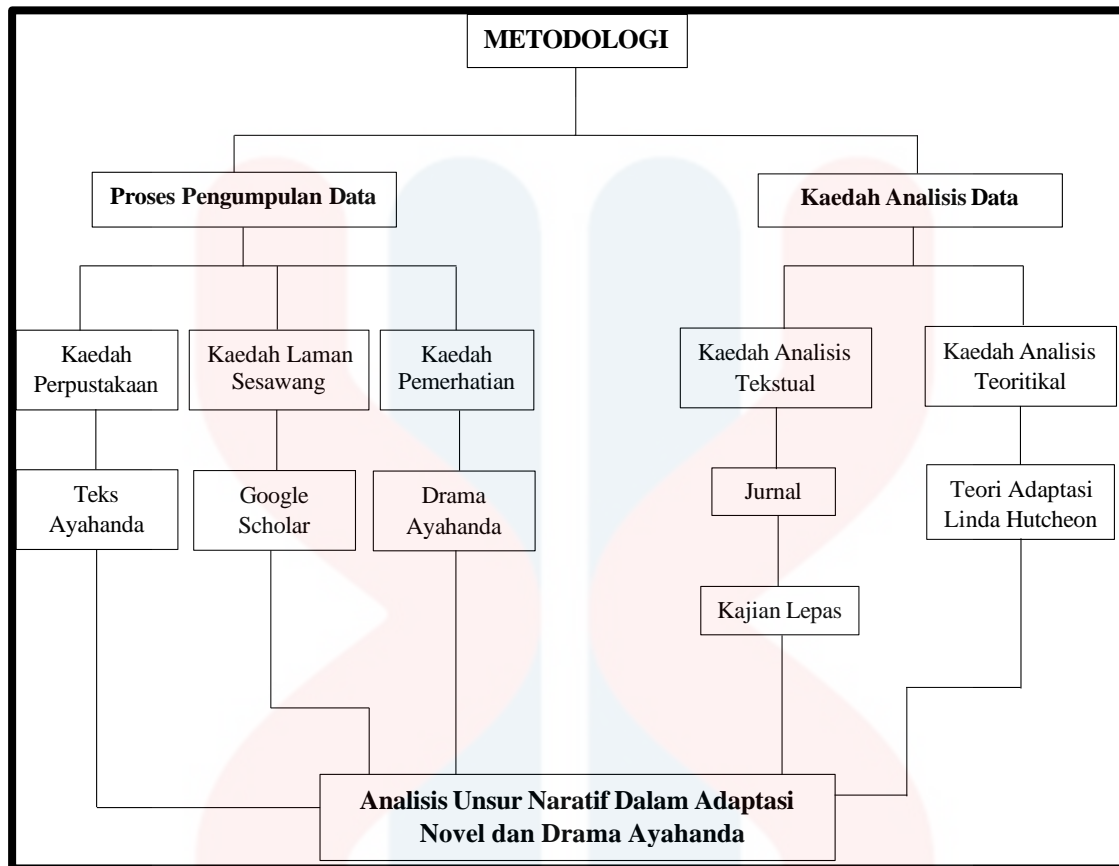 METODOLOGI
Proses Pengumpulan Data
Kaedah Analisis Data
Kaedah
Perpustakaan
Kaedah Laman
Sesawang
Kaedah
Pemerhatian
Kaedah Analisis
Tekstual
Kaedah Analisis
Teoritikal
Teks
Ayahanda
Google
Scholar
Drama
Ayahanda
Jurnal
Teori Adaptasi
Linda Hutcheon
Kajian Lepas
Analisis Unsur Naratif Dalam Adaptasi
Novel dan Drama Ayahanda